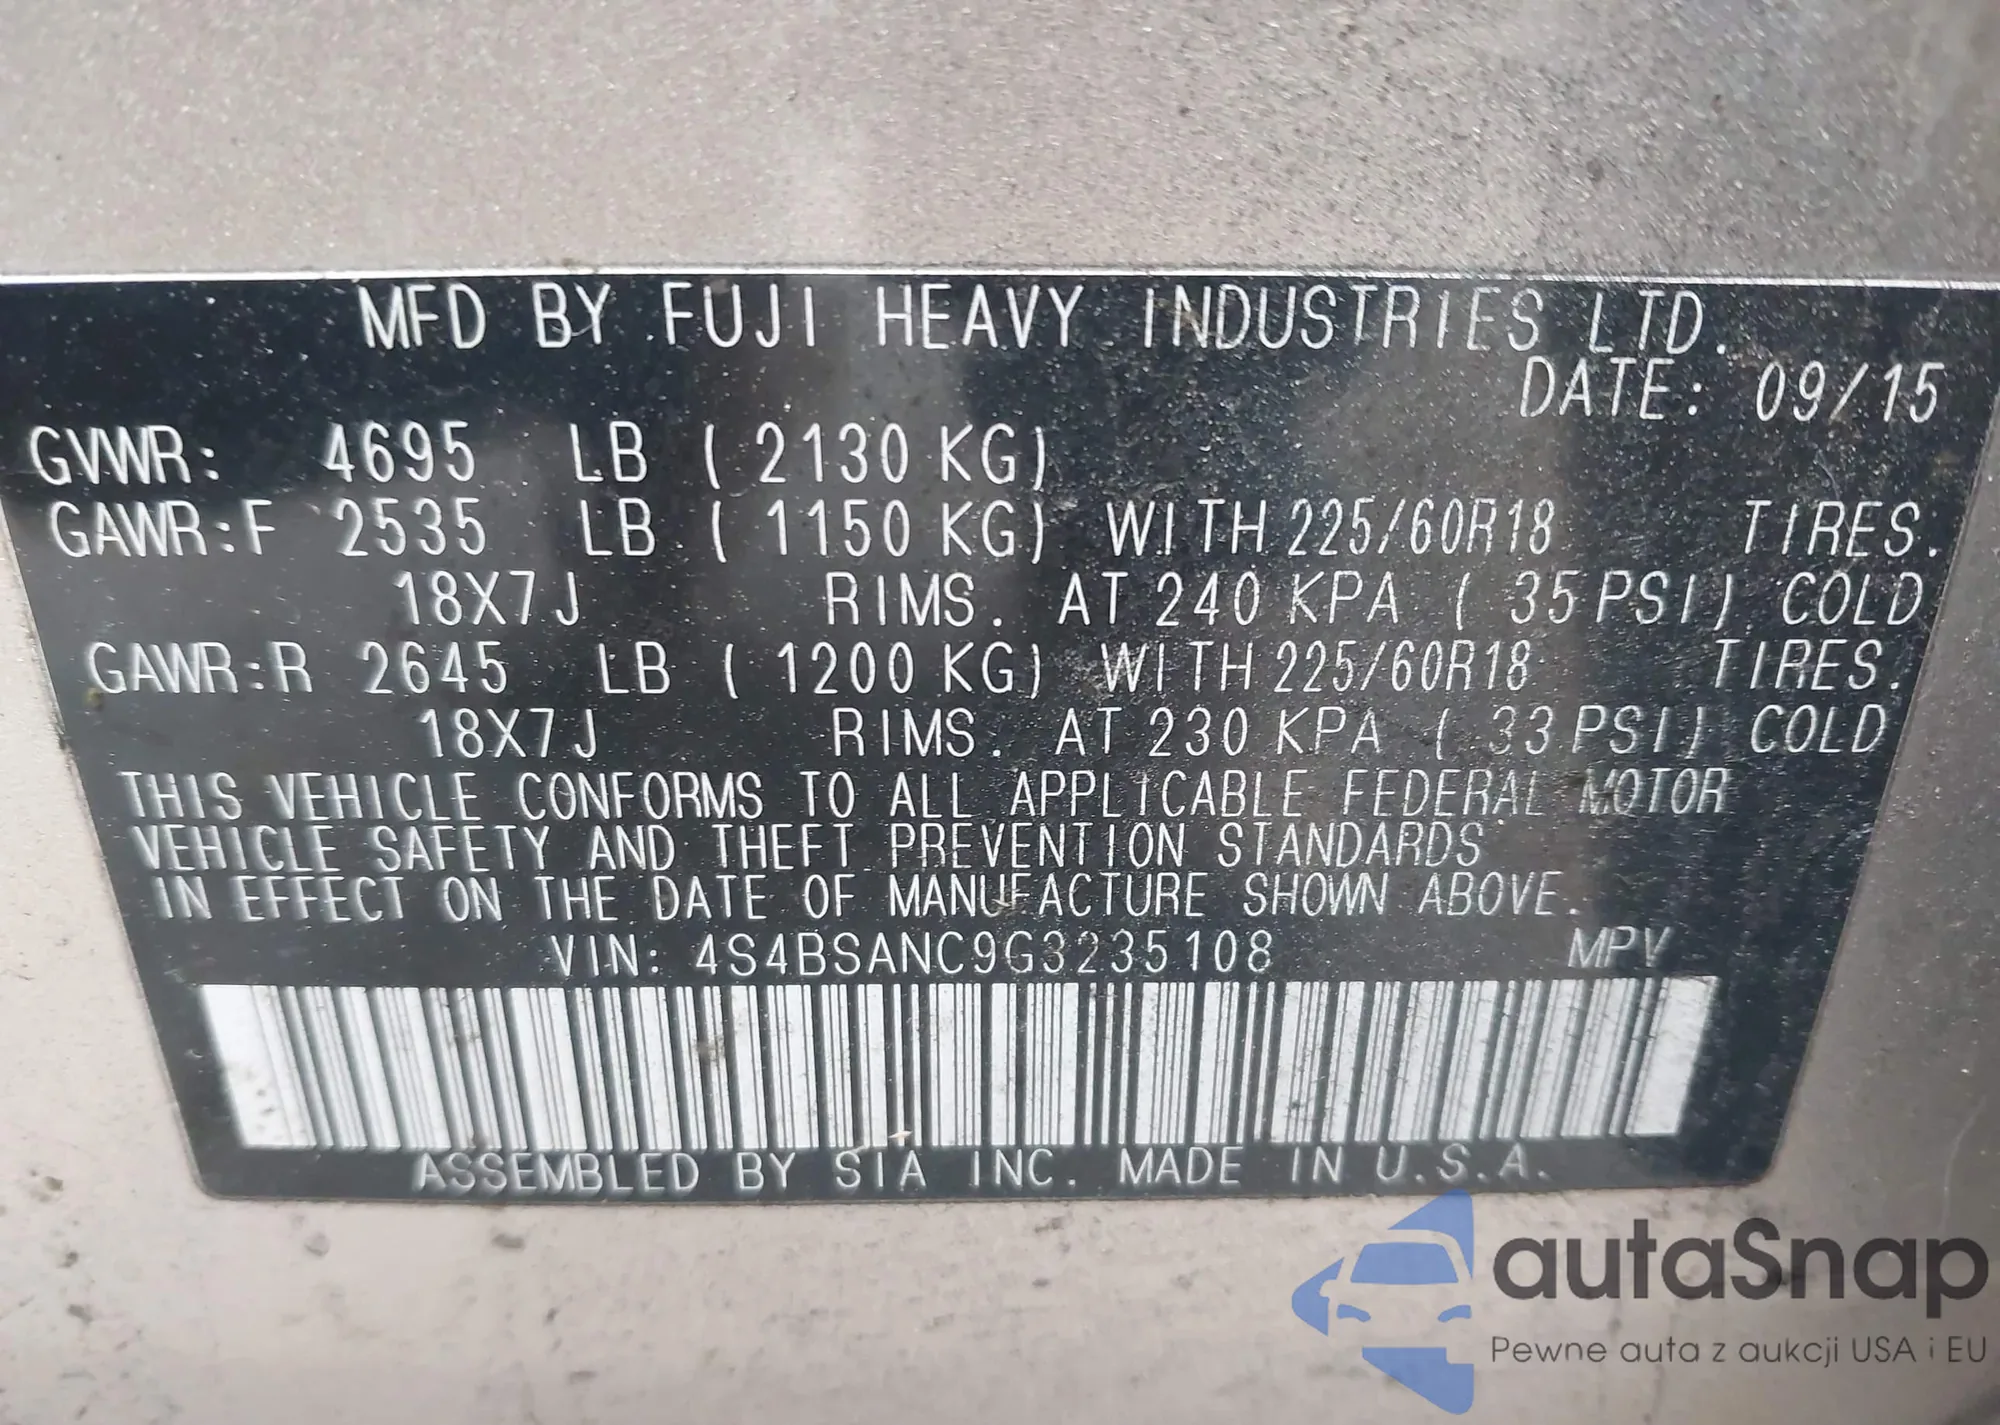 MFD BY FUJI HEAVY INDUSTRIES LTD.
DATE: 09/15
GVWR: 4695 LB ( 2130 KG)
GAWR:F 2535 LB ( 1150 KG) WITH 225/60R18 TIRES.
18X7J RIMS. AT 240 KPA ( 35 PSI) COLD
GAWR:R 2645 LB ( 1200 KG) WITH 225/60R18 TIRES.
18X7J RIMS. AT 230 KPA ( 33 PSI) COLD
THIS VEHICLE CONFORMS TO ALL APPLICABLE FEDERAL MOTOR
VEHICLE SAFETY AND THEFT PREVENTION STANDARDS
IN EFFECT ON THE DATE OF MANUFACTURE SHOWN ABOVE.
VIN: 4S4BSANC9G3235108 MPV
ASSEMBLED BY SIA INC. MADE IN U.S.A.
autaSnap
Pewne auta z aukcji USA i EU